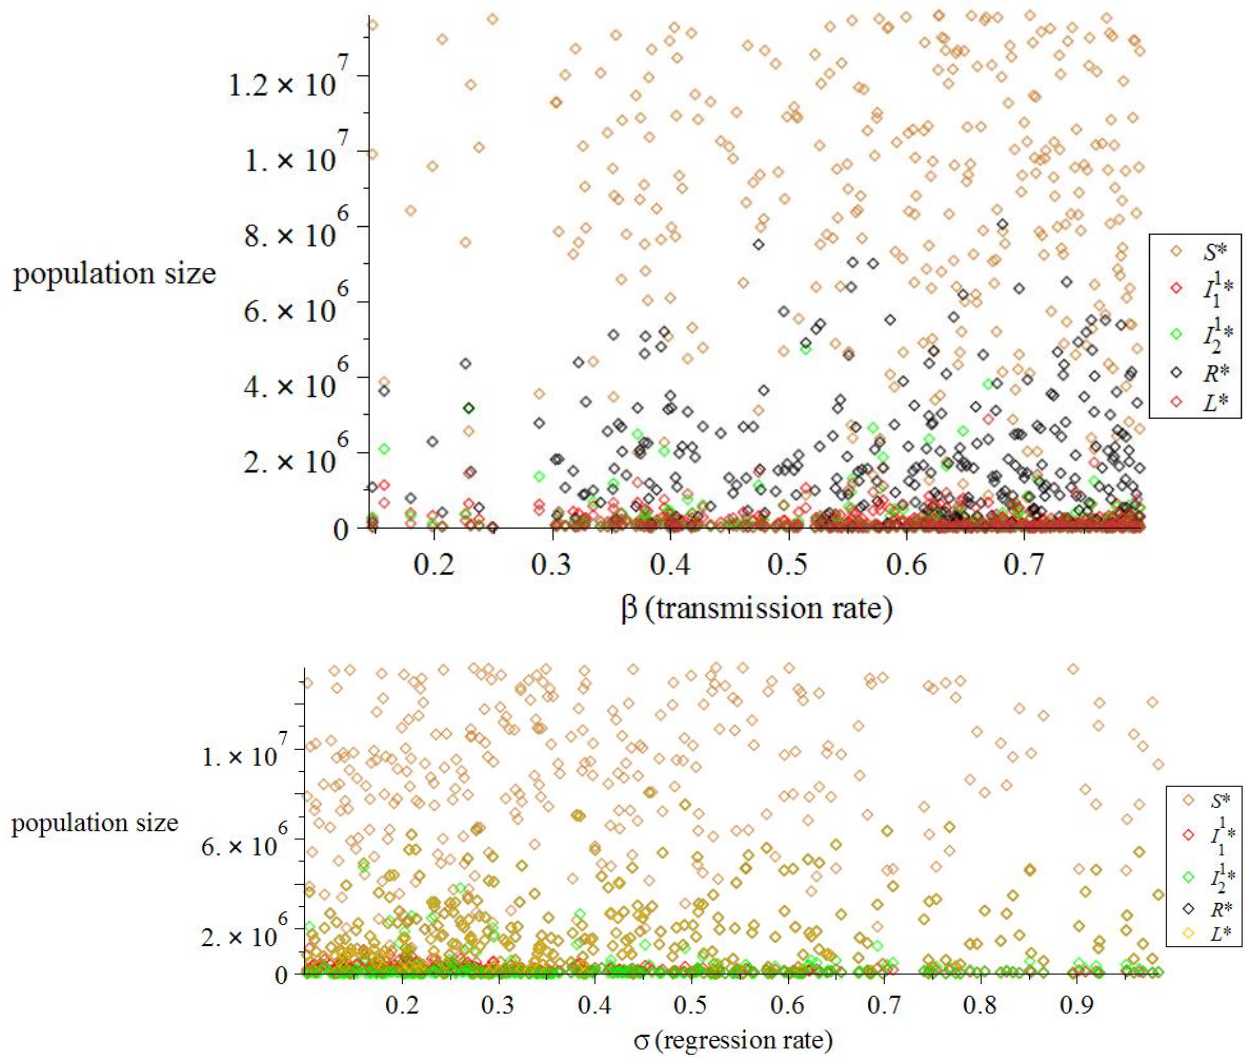 1.2 × 10^7
1. × 10^7
8. × 10^6
population size
6. × 10^6
4. × 10^6
2. × 10^6
0
0.2 0.3 0.4 0.5 0.6 0.7
β (transmission rate)
S*
I_1^1*
I_2^1*
R*
L*
1. × 10^7
population size
6. × 10^6
2. × 10^6
0
0.2 0.3 0.4 0.5 0.6 0.7 0.8 0.9
σ (regression rate)
S*
I_1^1*
I_2^1*
R*
L*